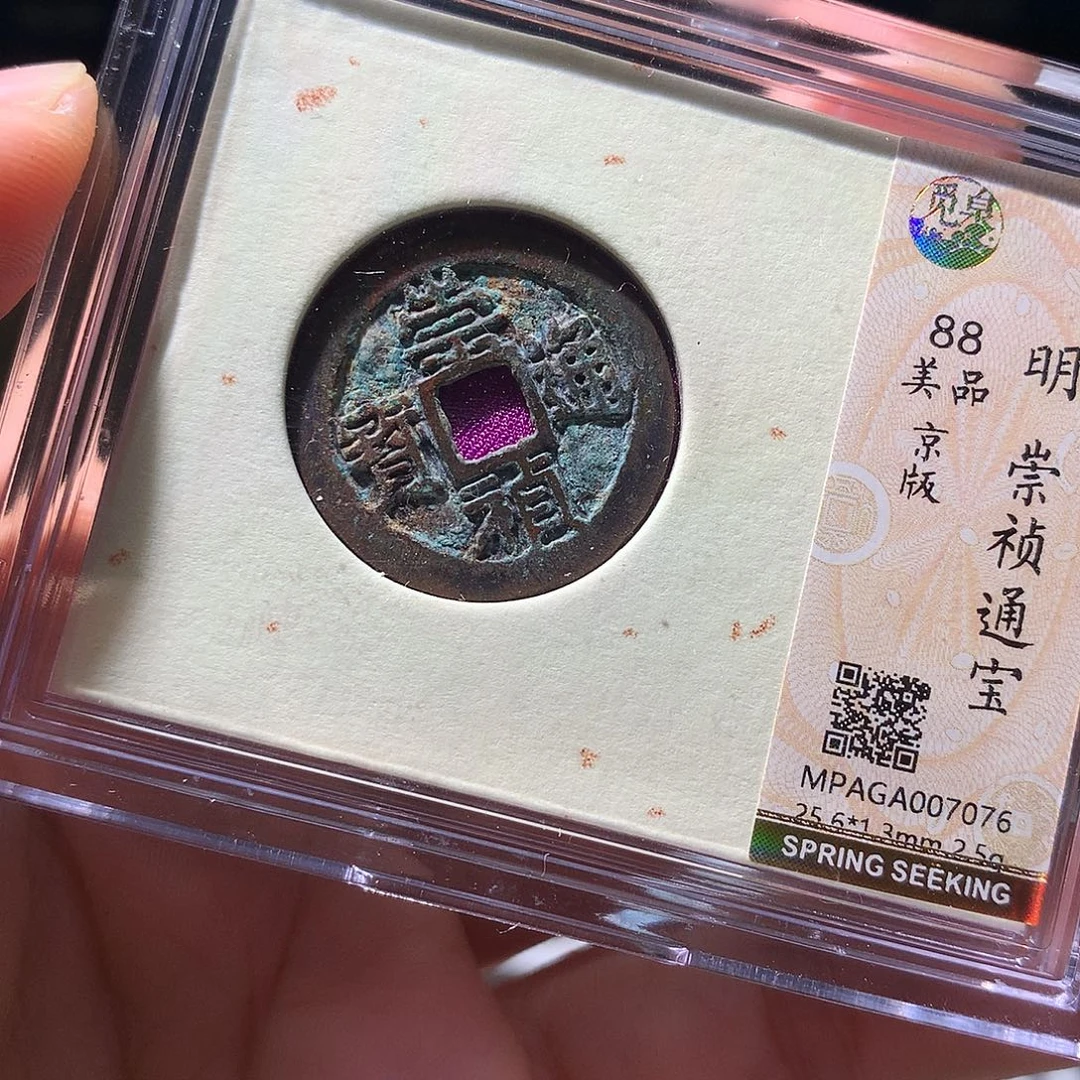 崇禎通寶
觅泉
明 崇祯通宝
88
美品
京版
MPAGA007076
25.6*1.3mm 2.5g
SPRING SEEKING